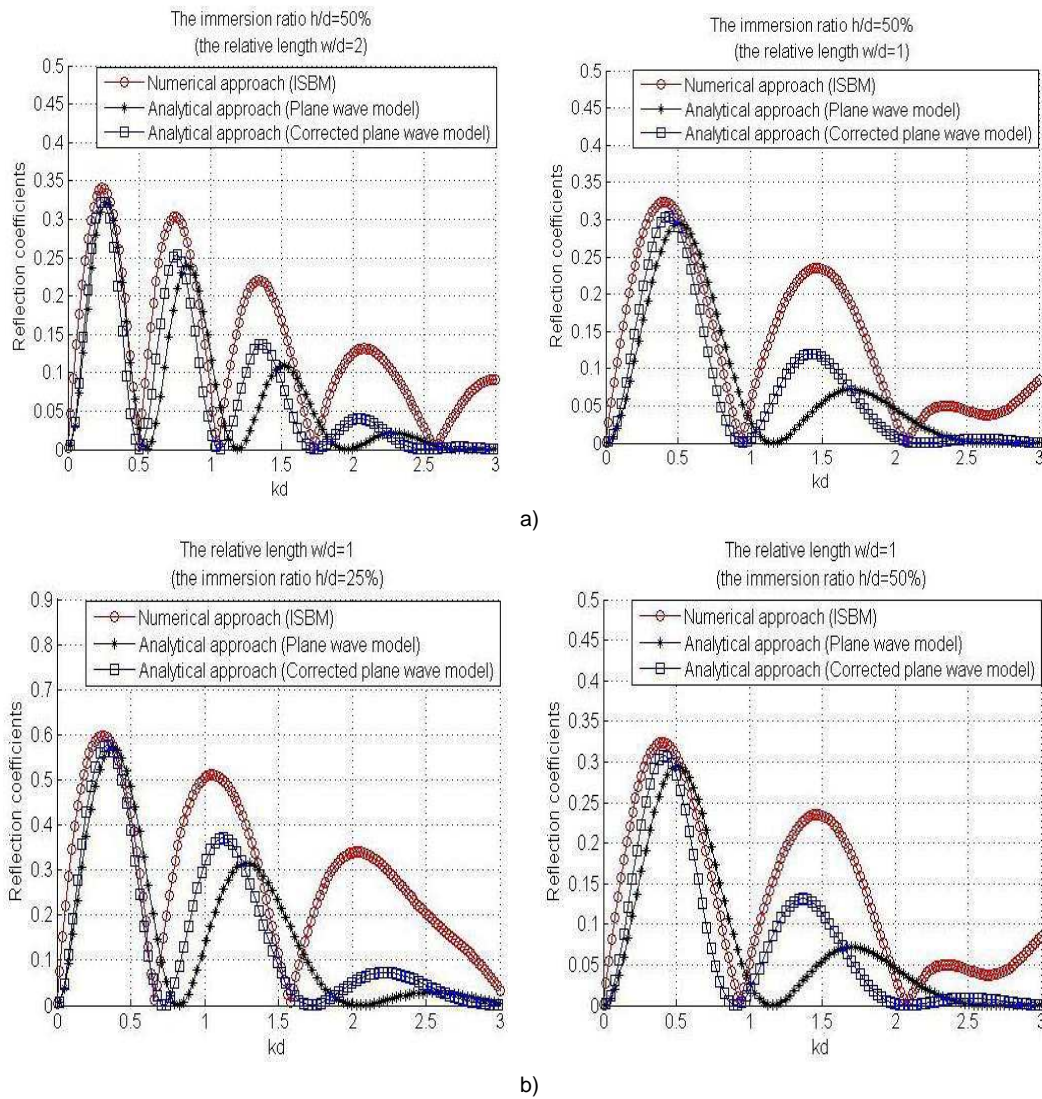 The immersion ratio h/d=50%
(the relative length w/d=2)
0.5
0.45
0.4
0.35
0.3
0.25
0.2
0.15
0.1
0.05
0
Reflection coefficients
Numerical approach (ISBM)
Analytical approach (Plane wave model)
Analytical approach (Corrected plane wave model)
0 0.5 1 1.5 2 2.5 3
kd
The immersion ratio h/d=50%
(the relative length w/d=1)
0.5
0.45
0.4
0.35
0.3
0.25
0.2
0.15
0.1
0.05
0
Reflection coefficients
Numerical approach (ISBM)
Analytical approach (Plane wave model)
Analytical approach (Corrected plane wave model)
0 0.5 1 1.5 2 2.5 3
kd
a)
The relative length w/d=1
(the immersion ratio h/d=25%)
0.9
0.8
0.7
0.6
0.5
0.4
0.3
0.2
0.1
0
Reflection coefficients
Numerical approach (ISBM)
Analytical approach (Plane wave model)
Analytical approach (Corrected plane wave model)
0 0.5 1 1.5 2 2.5 3
kd
The relative length w/d=1
(the immersion ratio h/d=50%)
0.5
0.45
0.4
0.35
0.3
0.25
0.2
0.15
0.1
0.05
0
Reflection coefficients
Numerical approach (ISBM)
Analytical approach (Plane wave model)
Analytical approach (Corrected plane wave model)
0 0.5 1 1.5 2 2.5 3
kd
b)